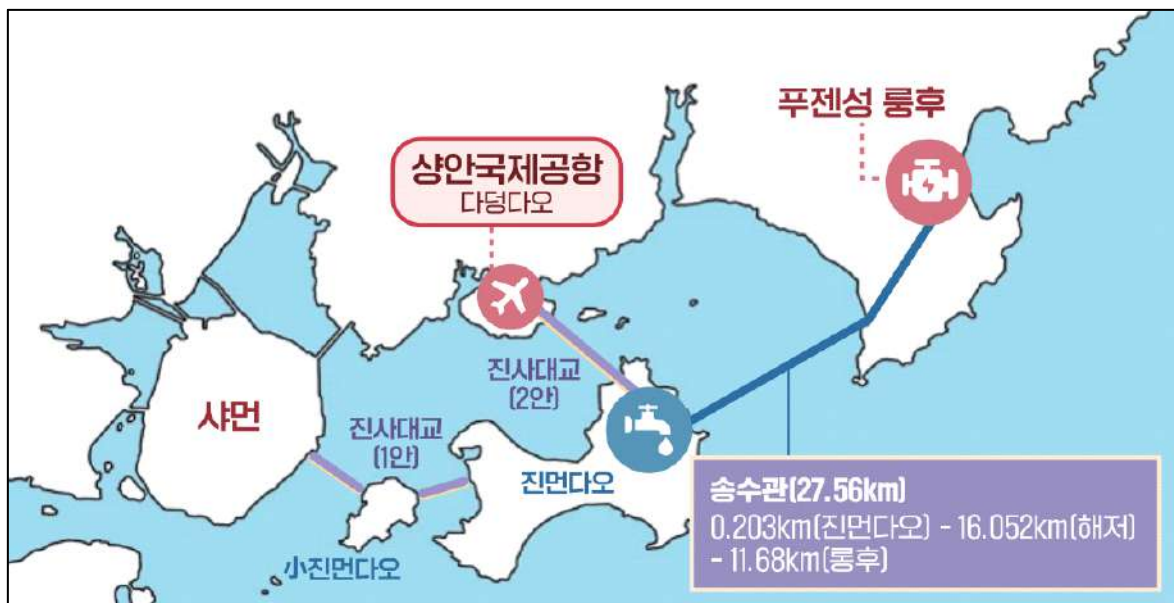 푸젠성 룽후
샹안국제공항
다덩다오
진사대교
(2안)
샤먼
진사대교
(1안)
진먼다오
小진먼다오
송수관(27.56km)
0.203km(진먼다오) - 16.052km(해저)
- 11.68km(룽후)